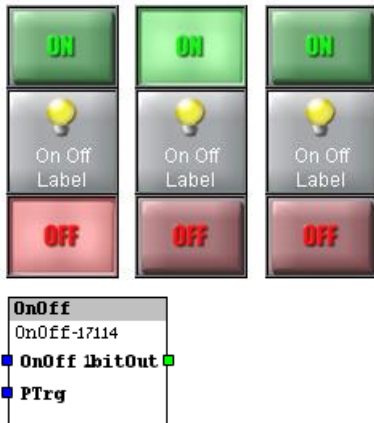 ON ON ON
On Off On Off On Off
Label Label Label
OFF OFF OFF
OnOff
OnOff-17114
OnOff 1bitOut
PTrg